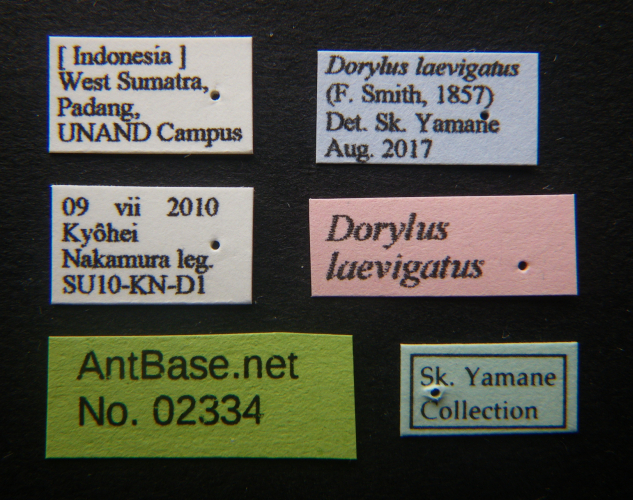 [ Indonesia ]
West Sumatra,
Padang,
UNAND Campus
Dorylus laevigatus
(F. Smith, 1857)
Det. Sk. Yamane
Aug. 2017
09 vii 2010
Kyôhei
Nakamura leg.
SU10-KN-D1
Dorylus
laevigatus
AntBase.net
No. 02334
Sk. Yamane
Collection